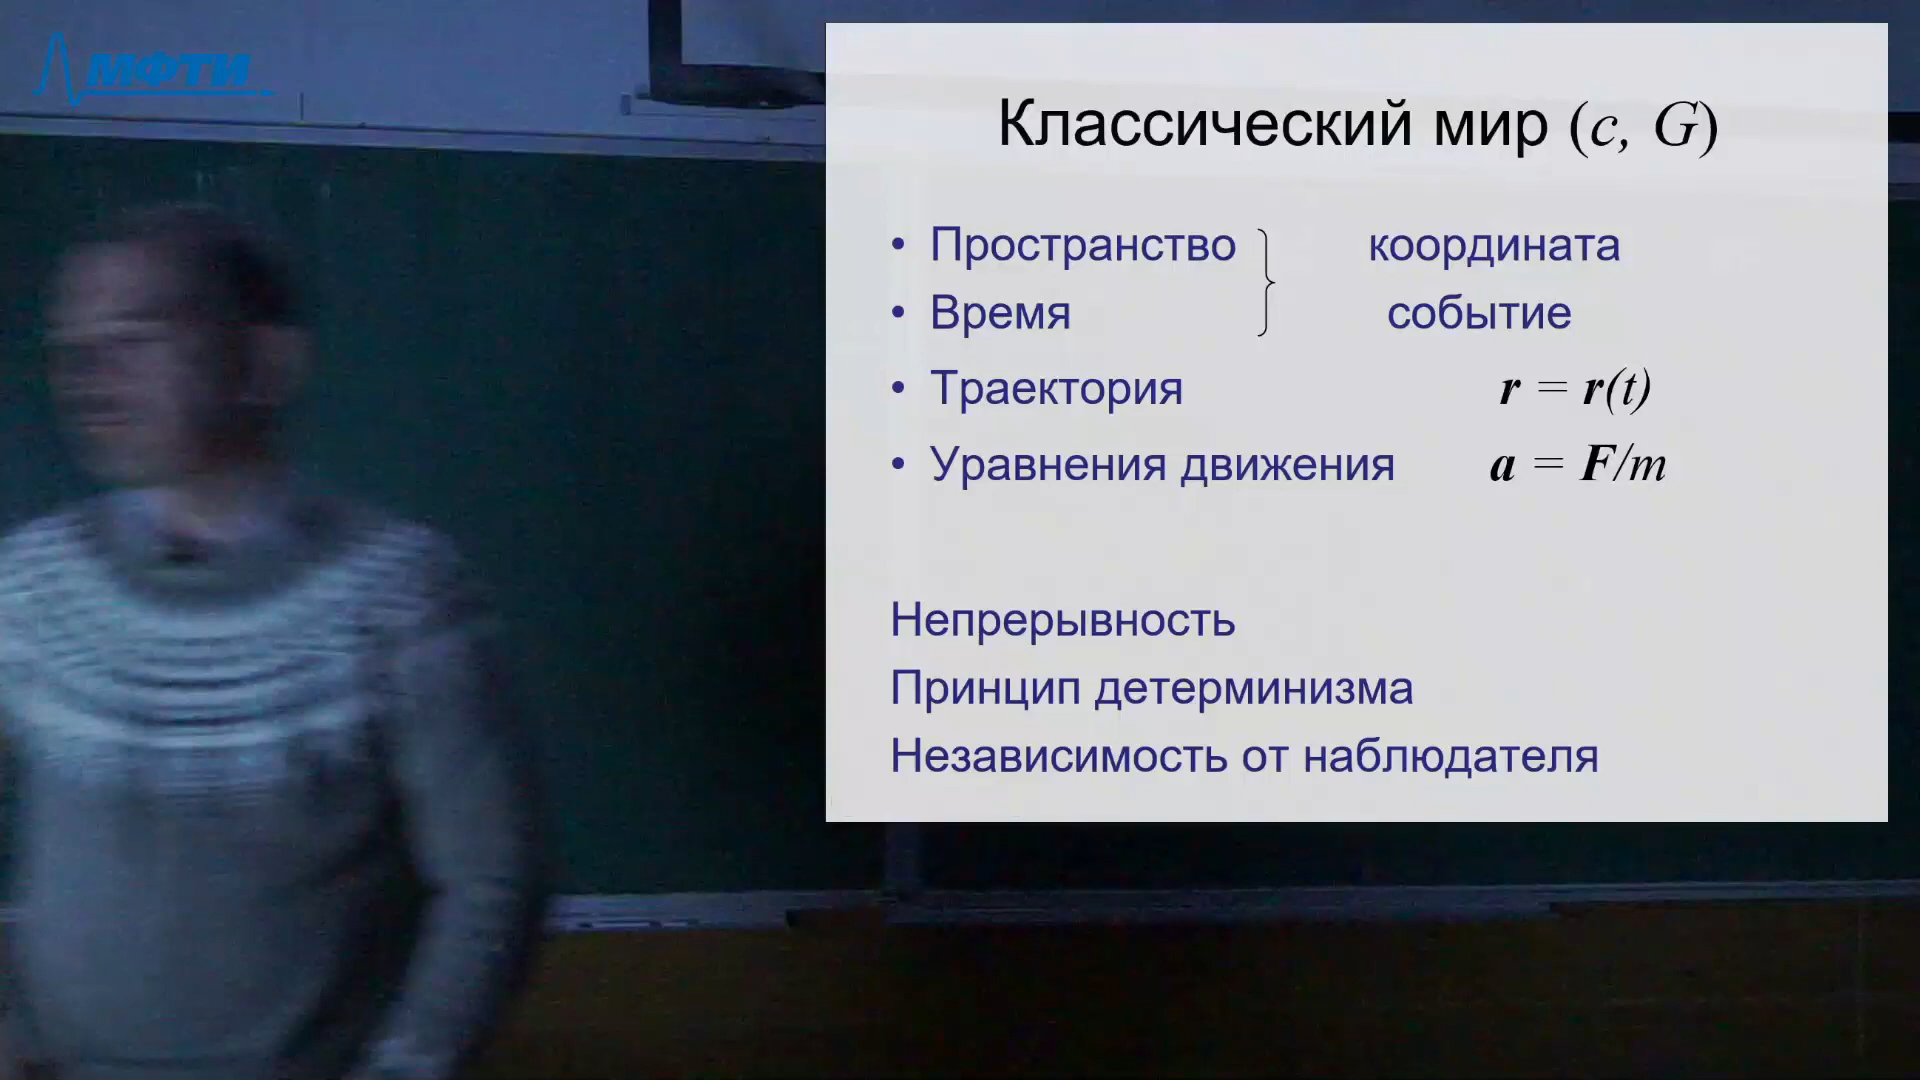 МФТИ
Классический мир (c, G)
• Пространство координата
• Время событие
• Траектория r = r(t)
• Уравнения движения a = F/m
Непрерывность
Принцип детерминизма
Независимость от наблюдателя